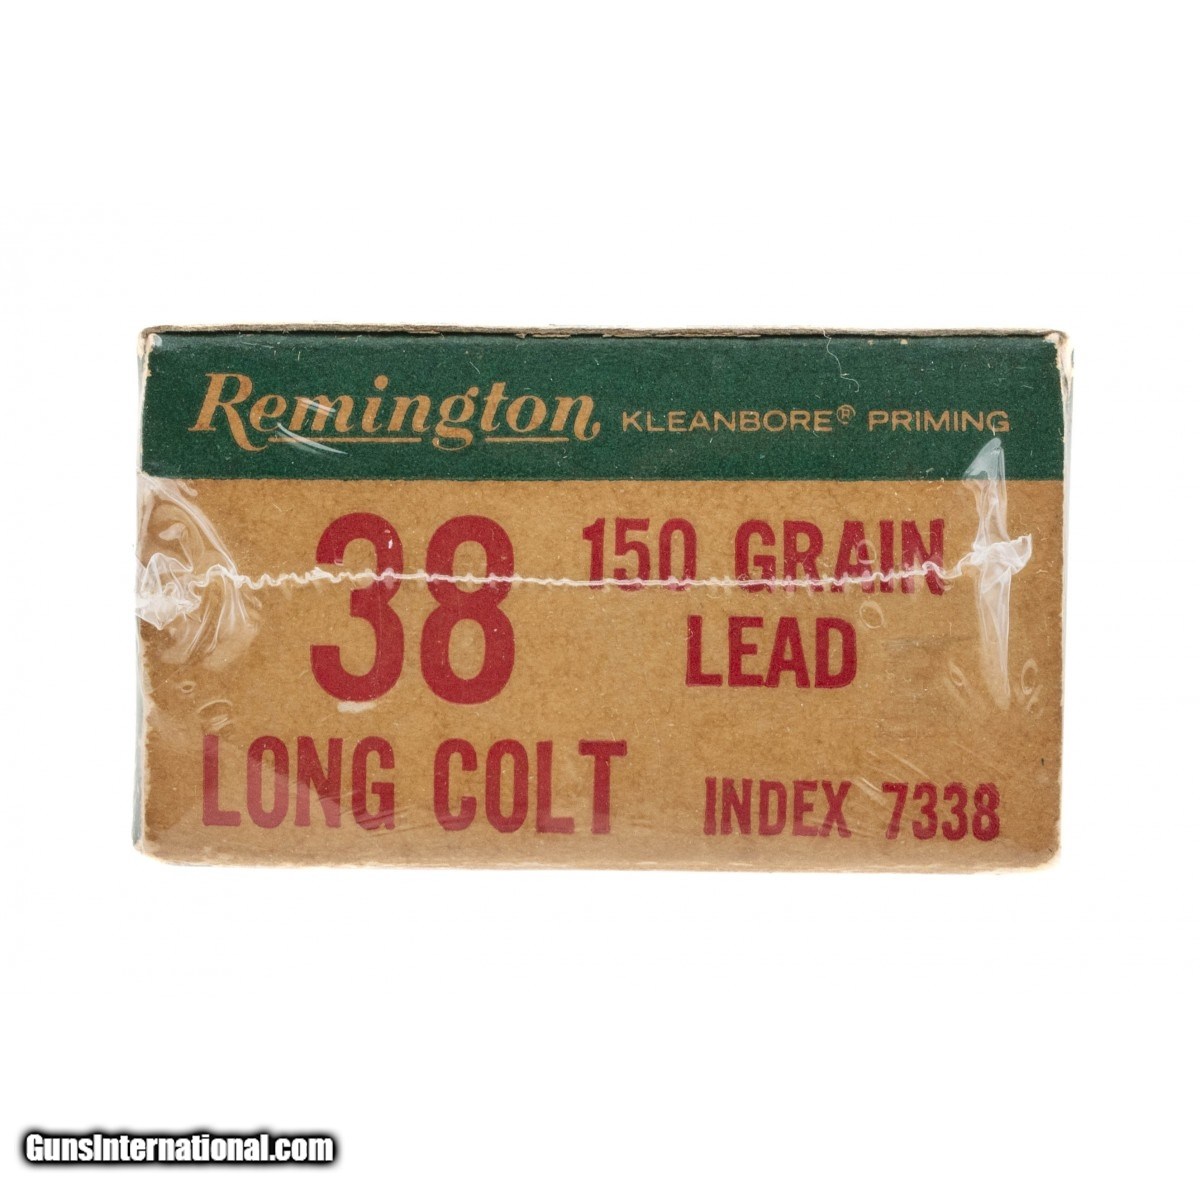 Remington KLEANBORE® PRIMING
38 150 GRAIN
LEAD
LONG COLT INDEX 7338
GunsInternational.com